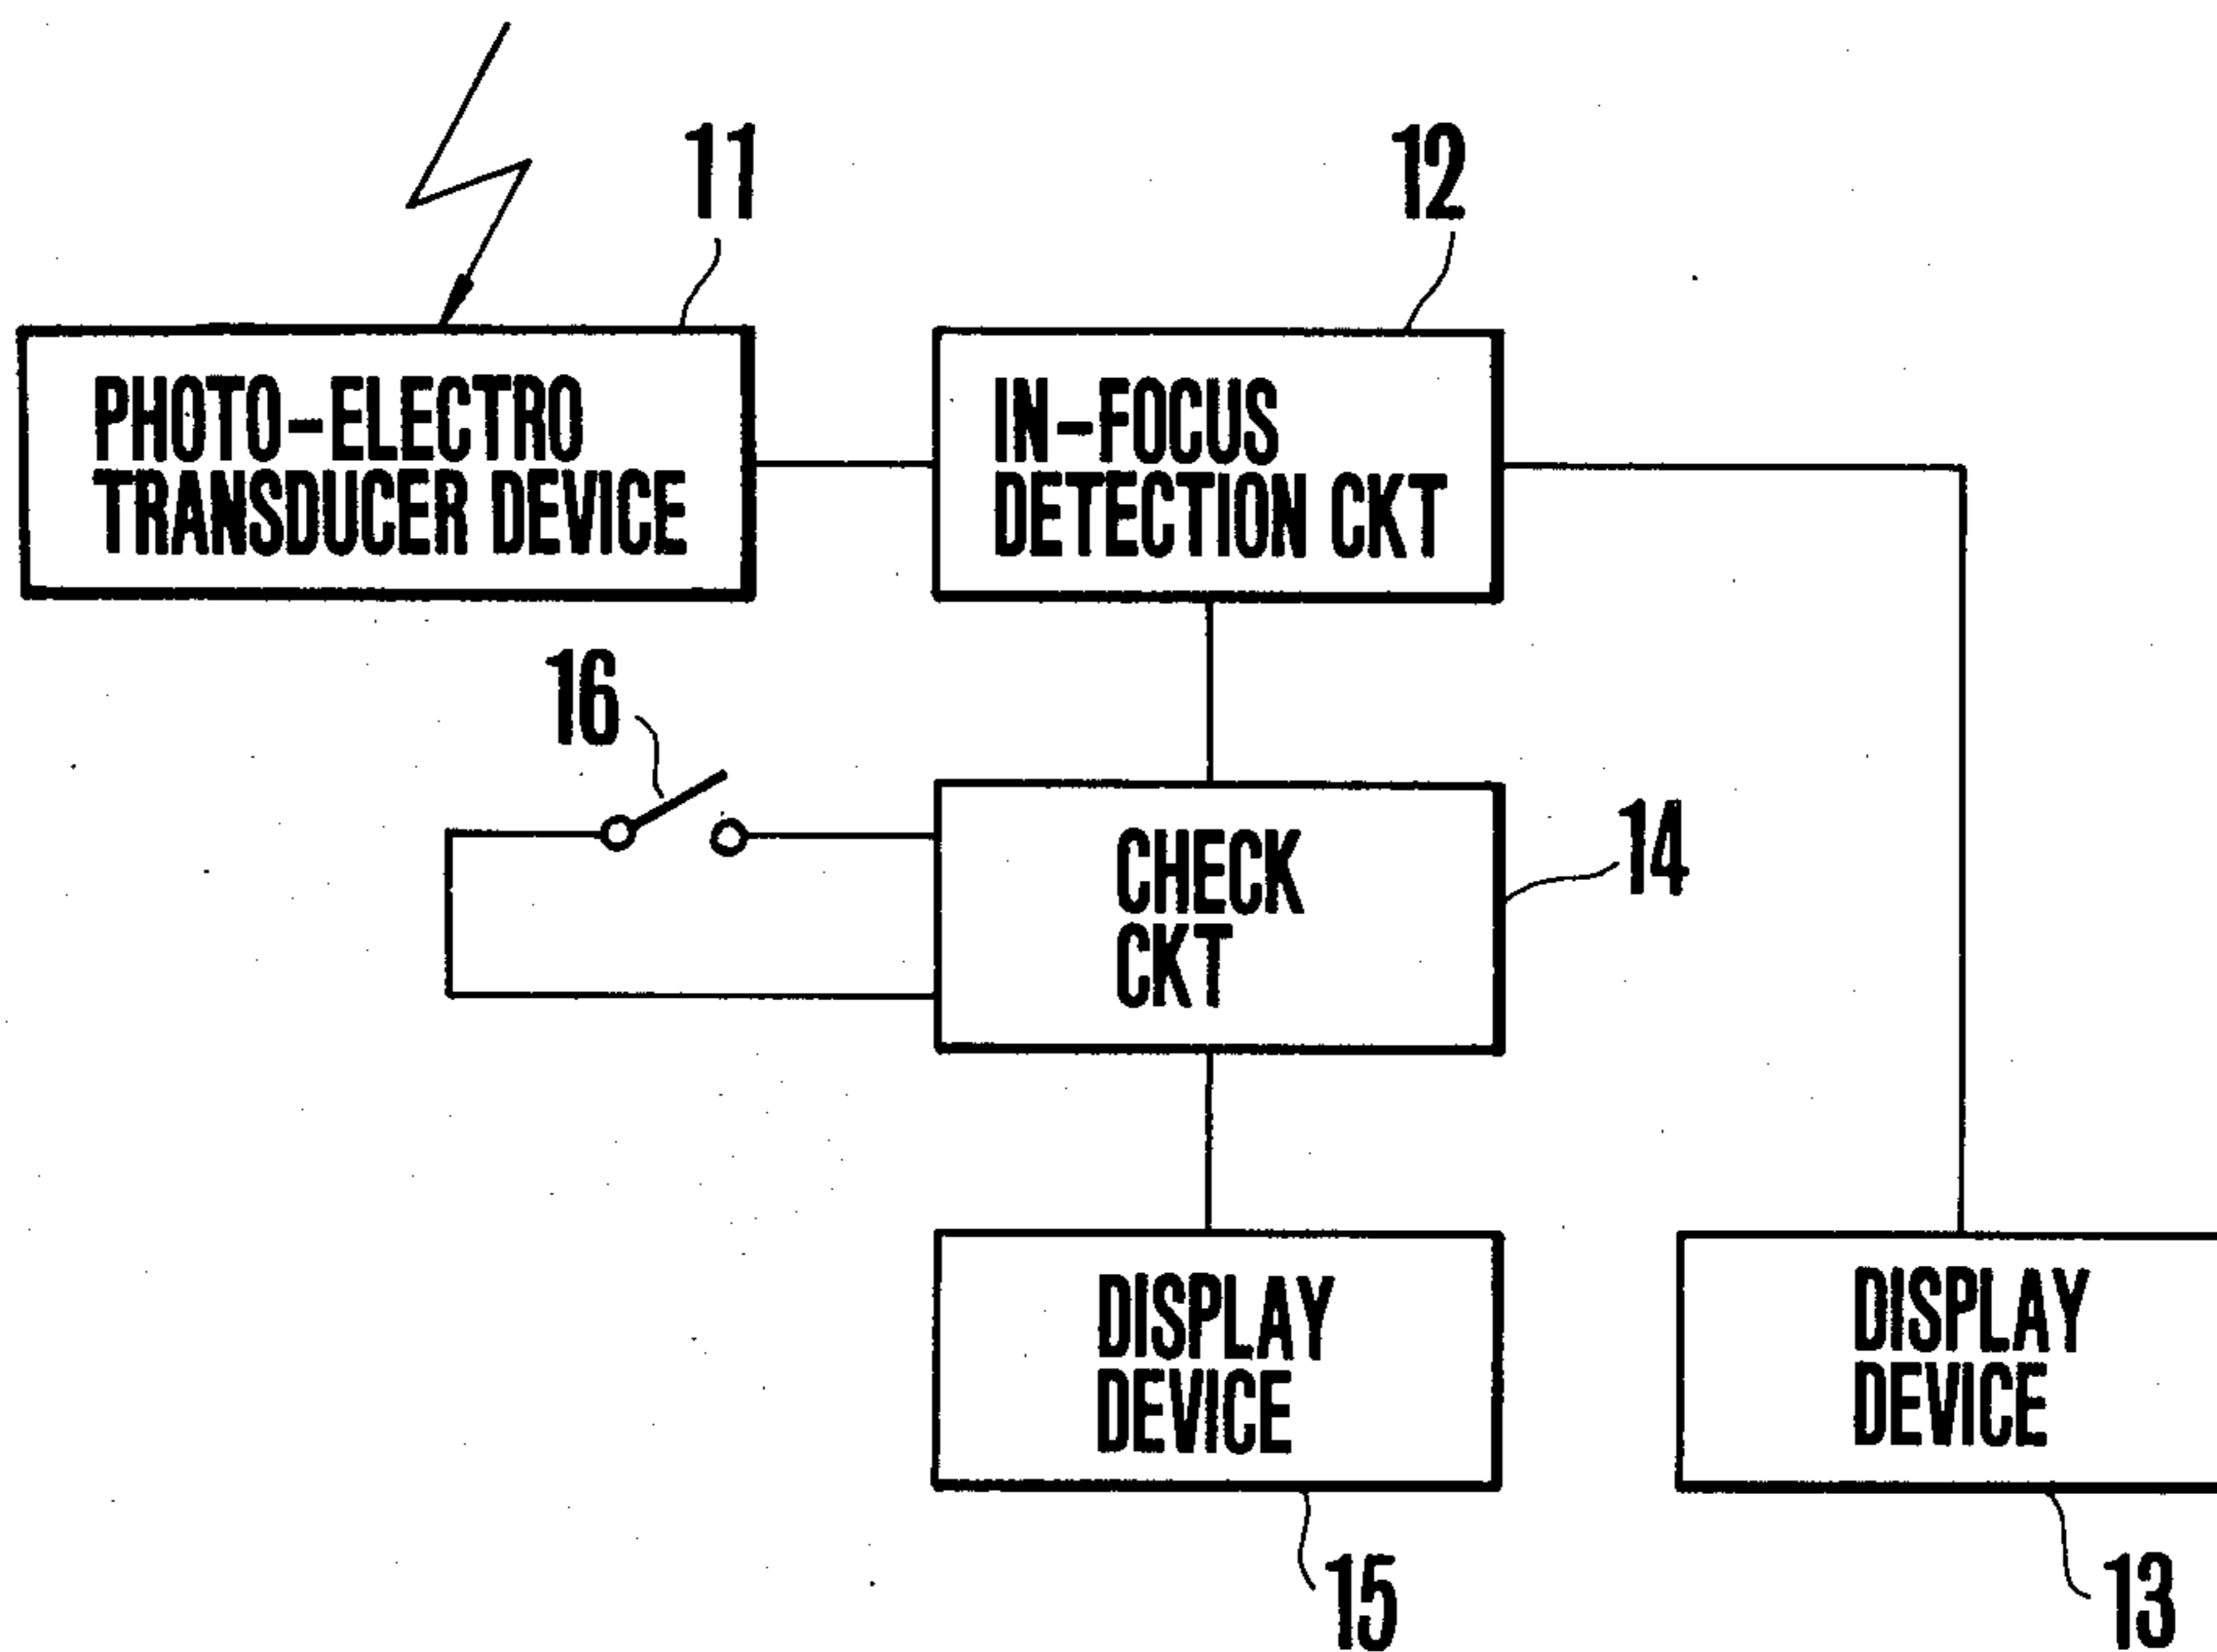 11
12
PHOTO-ELECTRO
TRANSDUCER DEVICE
IN-FOCUS
DETECTION CKT
16
CHECK
CKT
14
DISPLAY
DEVICE
DISPLAY
DEVICE
15
13